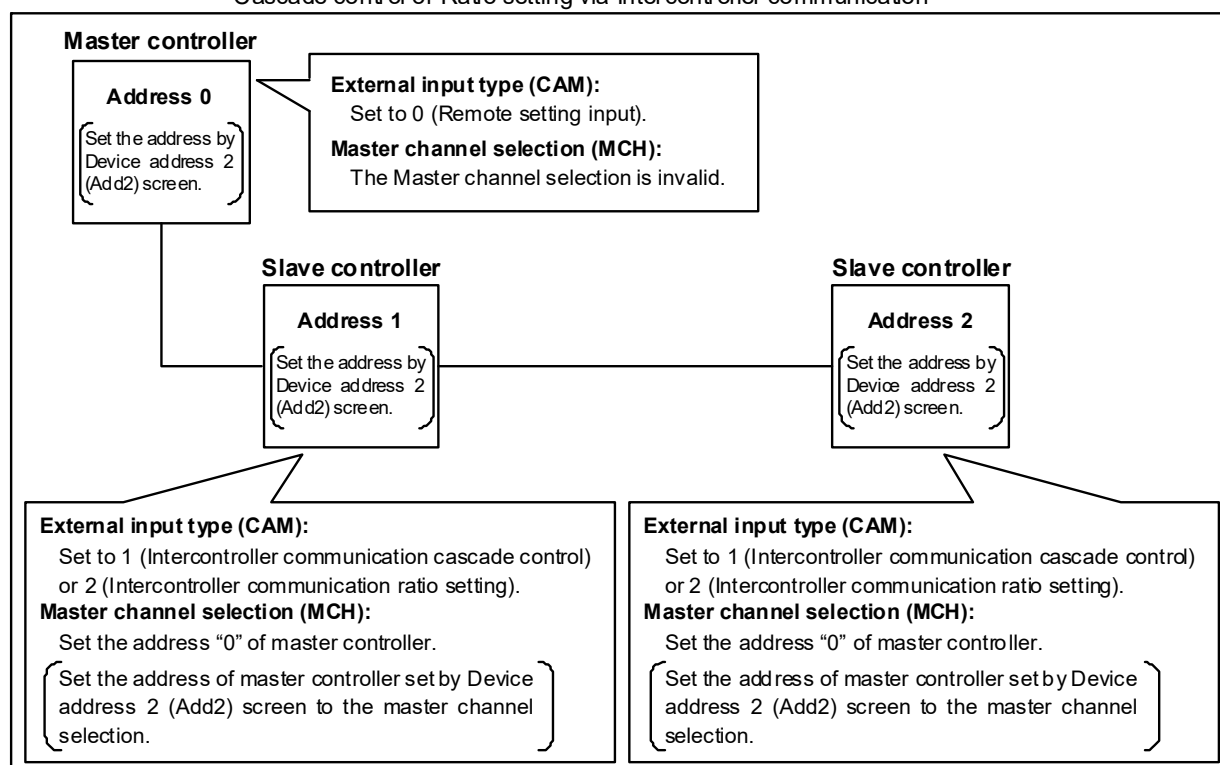 Cascade control or Ratio setting via intercontroller communication
Master controller
Address 0
Set the address by
Device address 2
(Add2) screen.
External input type (CAM):
Set to 0 (Remote setting input).
Master channel selection (MCH):
The Master channel selection is invalid.
Slave controller
Address 1
Set the address by
Device address 2
(Add2) screen.
Slave controller
Address 2
Set the address by
Device address 2
(Add2) screen.
External input type (CAM):
Set to 1 (Intercontroller communication cascade control)
or 2 (Intercontroller communication ratio setting).
Master channel selection (MCH):
Set the address “0” of master controller.
Set the address of master controller set by Device
address 2 (Add2) screen to the master channel
selection.
External input type (CAM):
Set to 1 (Intercontroller communication cascade control)
or 2 (Intercontroller communication ratio setting).
Master channel selection (MCH):
Set the address “0” of master controller.
Set the address of master controller set by Device
address 2 (Add2) screen to the master channel
selection.